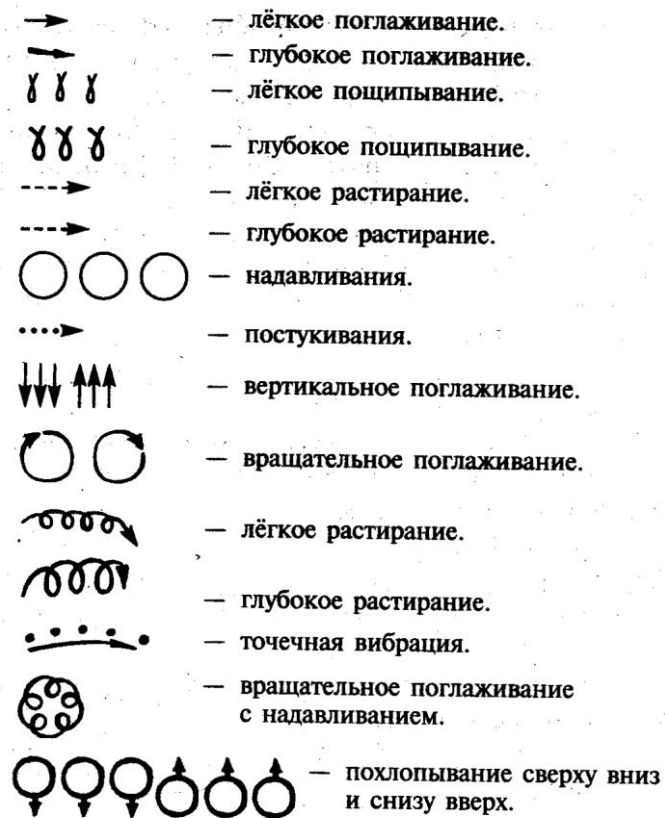 — лёгкое поглаживание.
— глубокое поглаживание.
— лёгкое пощипывание.
— глубокое пощипывание.
— лёгкое растирание.
— глубокое растирание.
— надавливания.
— постукивания.
— вертикальное поглаживание.
— вращательное поглаживание.
— лёгкое растирание.
— глубокое растирание.
— точечная вибрация.
— вращательное поглаживание
с надавливанием.
— похлопывание сверху вниз
и снизу вверх.